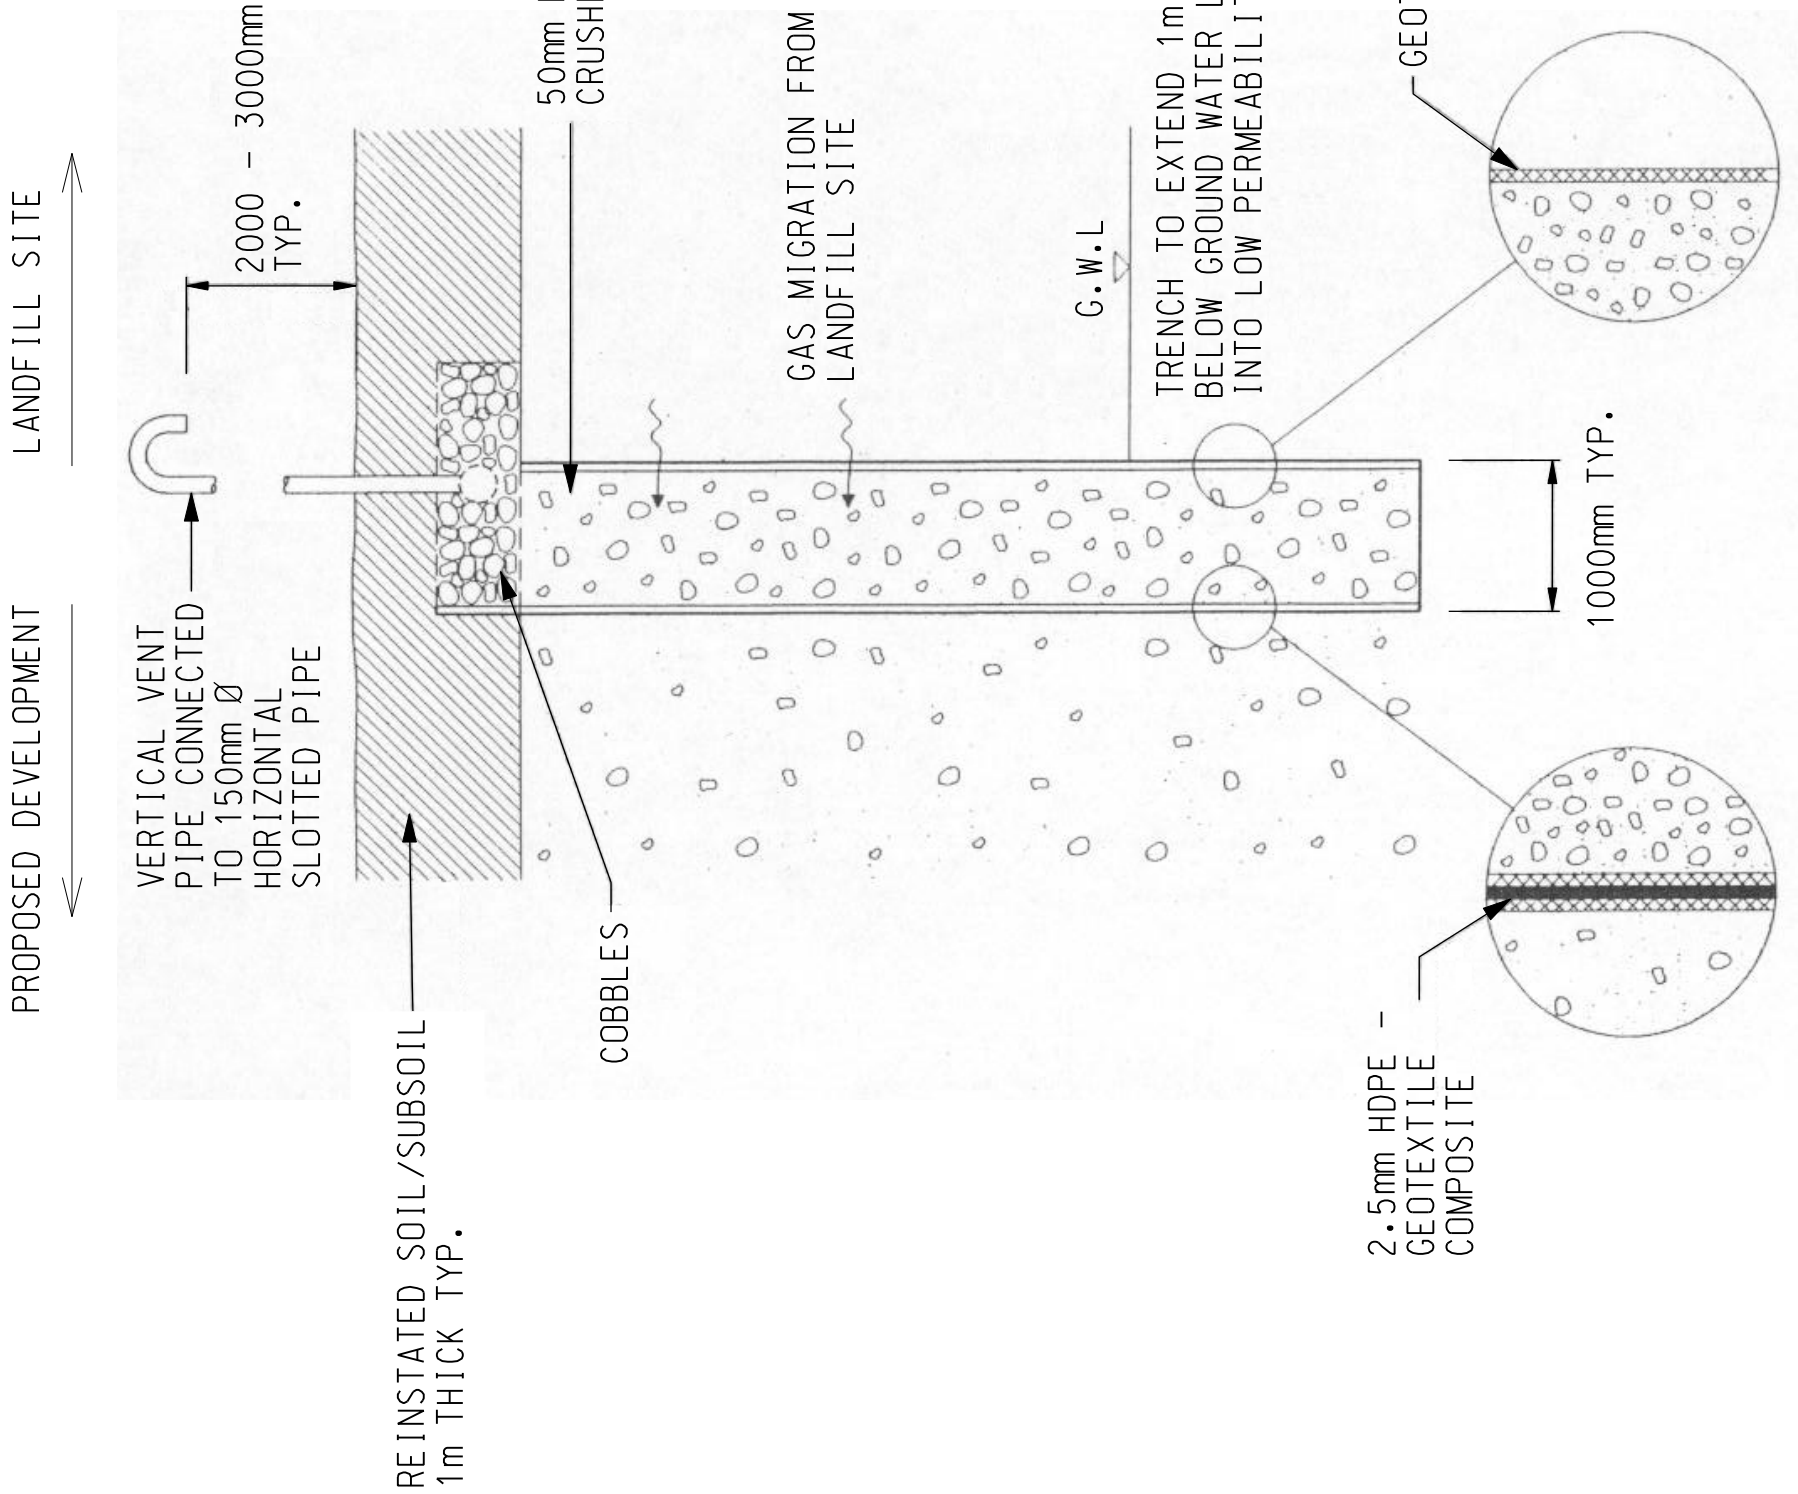 PROPOSED DEVELOPMENT
LANDFILL SITE
VERTICAL VENT
PIPE CONNECTED
TO 150mm Ø
HORIZONTAL
SLOTTED PIPE
2000 - 3000mm
TYP.
REINSTATED SOIL/SUBSOIL
1m THICK TYP.
50mm
CRUSH
COBBLES
GAS MIGRATION FROM
LANDFILL SITE
G.W.L
TRENCH TO EXTEND 1m
BELOW GROUND WATER
INTO LOW
GEO
2.5mm HDPE -
GEOTEXTILE
COMPOSITE
1000mm TYP.